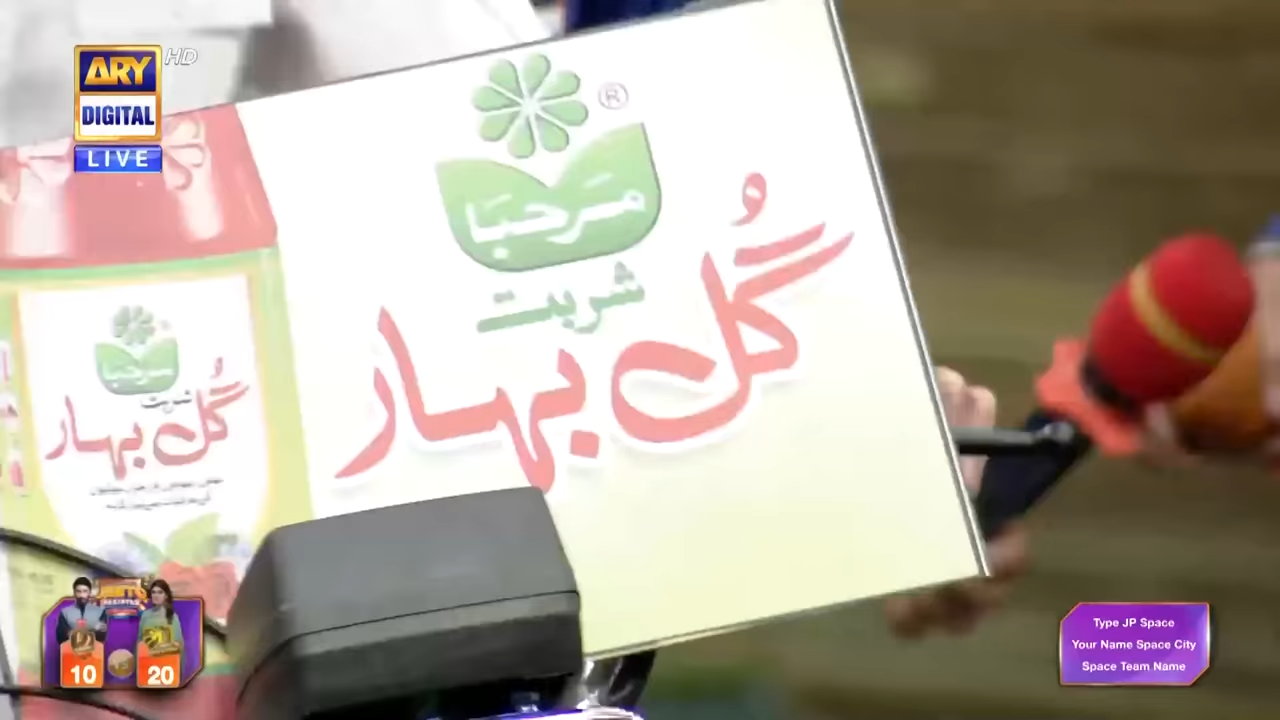 ARY
HD
DIGITAL
LIVE
®
مرحبا
شربت
گُل بہار
مرحبا
شربت
گُل بہار
10
20
Type JP Space
Your Name Space City
Space Team Name